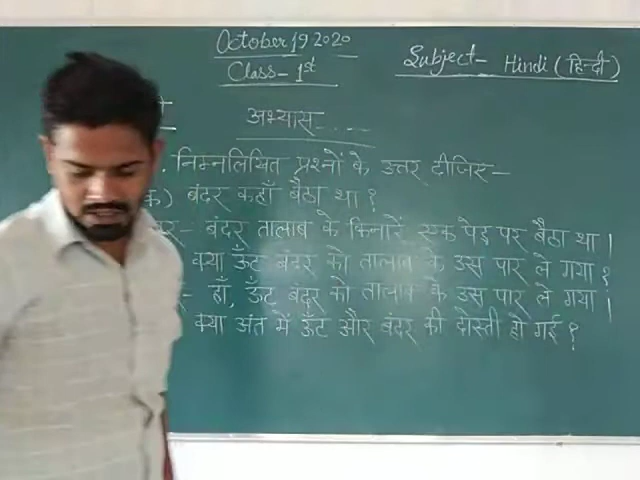 October 19 2020
Class - 1st
Subject - Hindi (हिन्दी)
अभ्यास - ...
निम्नलिखित प्रश्नों के उत्तर दीजिए -
क) बंदर कहाँ बैठा था ?
र - बंदर तालाब के किनारे एक पेड़ पर बैठा था ।
क्या ऊँट बंदर को तालाब के उस पार ले गया ?
र - हाँ, ऊँट बंदर को तालाब के उस पार ले गया ।
क्या अंत में ऊँट और बंदर की दोस्ती हो गई ?